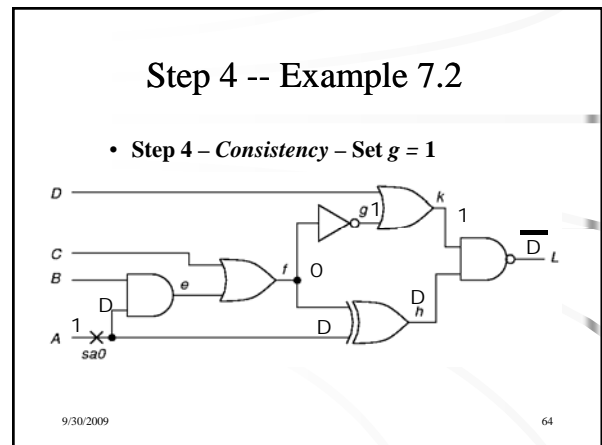 Step 4 -- Example 7.2
• Step 4 – Consistency – Set g = 1
D
k
g 1
1
D̅ L
C
B
e
f
0
D
D
D
h
1
A
sa0
9/30/2009
64